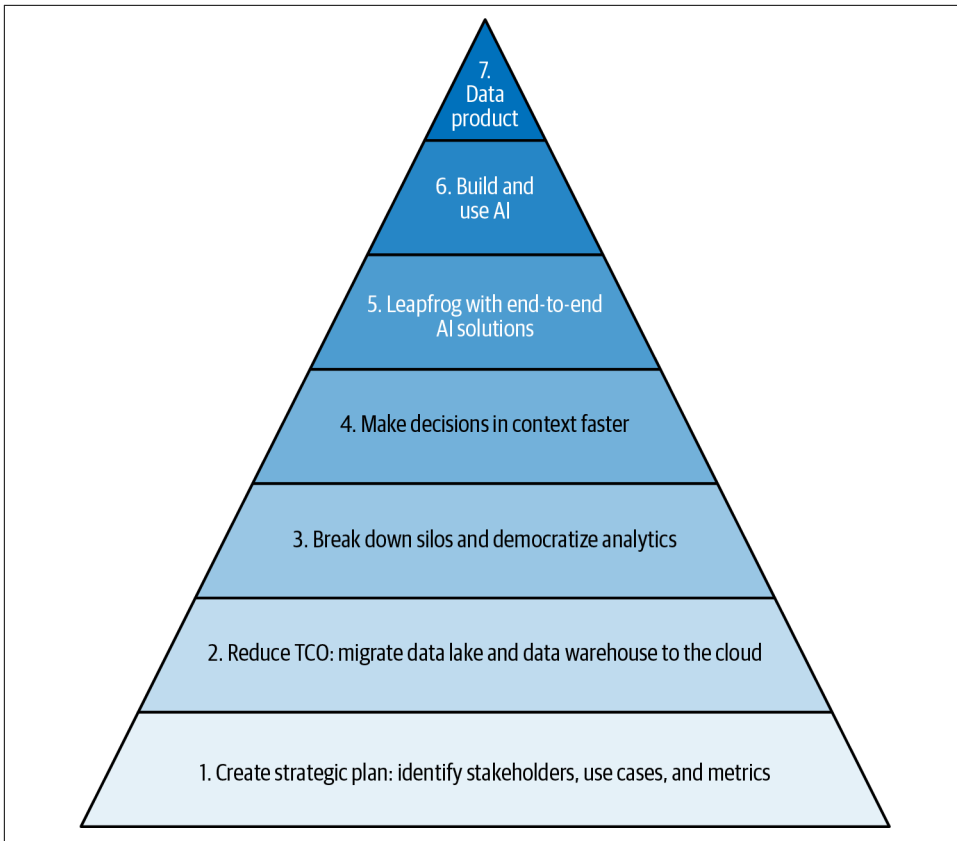 7.
Data
product
6. Build and
use AI
5. Leapfrog with end-to-end
AI solutions
4. Make decisions in context faster
3. Break down silos and democratize analytics
2. Reduce TCO: migrate data lake and data warehouse to the cloud
1. Create strategic plan: identify stakeholders, use cases, and metrics